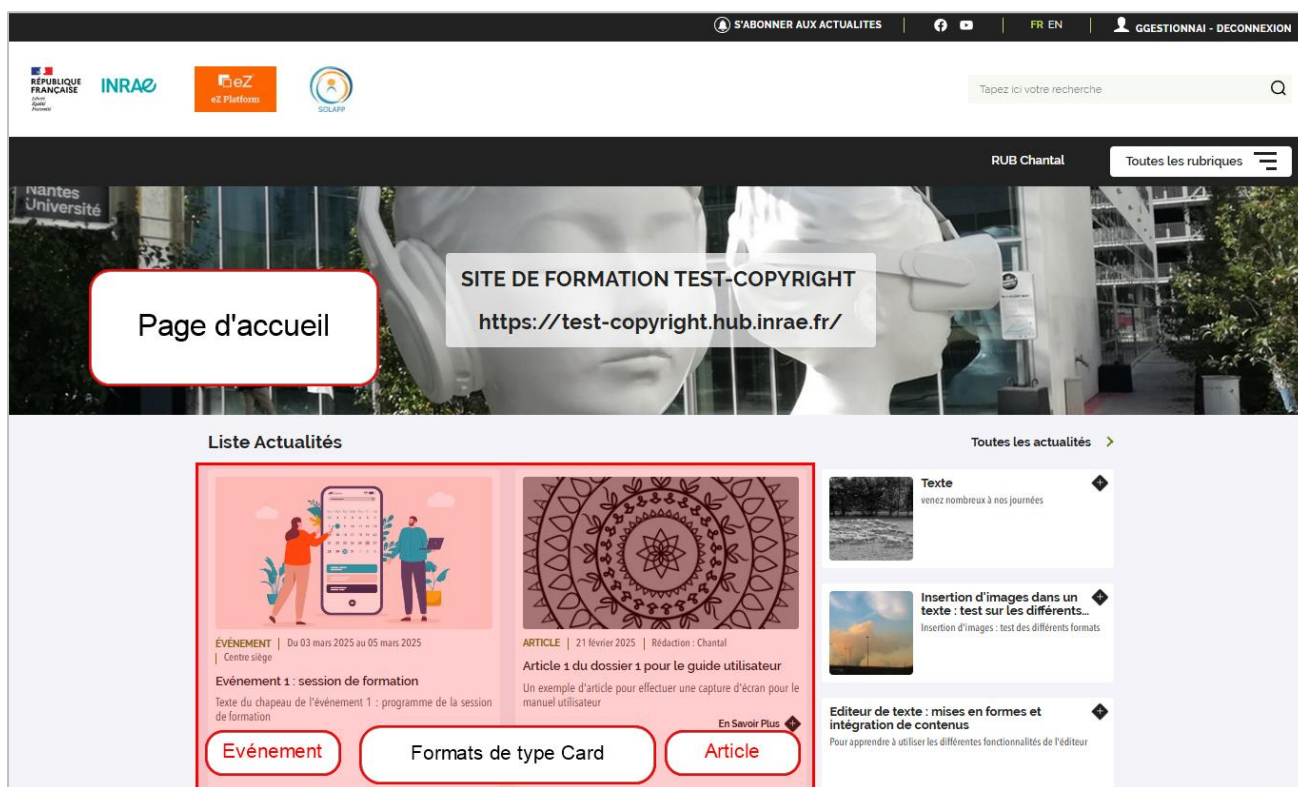 S'ABONNER AUX ACTUALITES
FR EN
GGESTIONNAI - DECONNEXION
RÉPUBLIQUE
FRANÇAISE
Liberté
Égalité
Fraternité
INRAE
eZ
eZ Platform
SOLAPP
Tapez ici votre recherche
RUB Chantal
Toutes les rubriques
Nantes
Université
Page d'accueil
SITE DE FORMATION TEST-COPYRIGHT
https://test-copyright.hub.inrae.fr/
Liste Actualités
Toutes les actualités
ÉVÉNEMENT | Du 03 mars 2025 au 05 mars 2025
| Centre siège
Evénement 1 : session de formation
Texte du chapeau de l'événement 1 : programme de la session
de formation
ARTICLE | 21 février 2025 | Rédaction : Chantal
Article 1 du dossier 1 pour le guide utilisateur
Un exemple d'article pour effectuer une capture d'écran pour le
manuel utilisateur
En Savoir Plus
Evénement
Formats de type Card
Article
Texte
venez nombreux à nos journées
Insertion d'images dans un
texte : test sur les différents...
Insertion d'images : test des différents formats
Editeur de texte : mises en formes et
intégration de contenus
Pour apprendre à utiliser les différentes fonctionnalités de l'éditeur